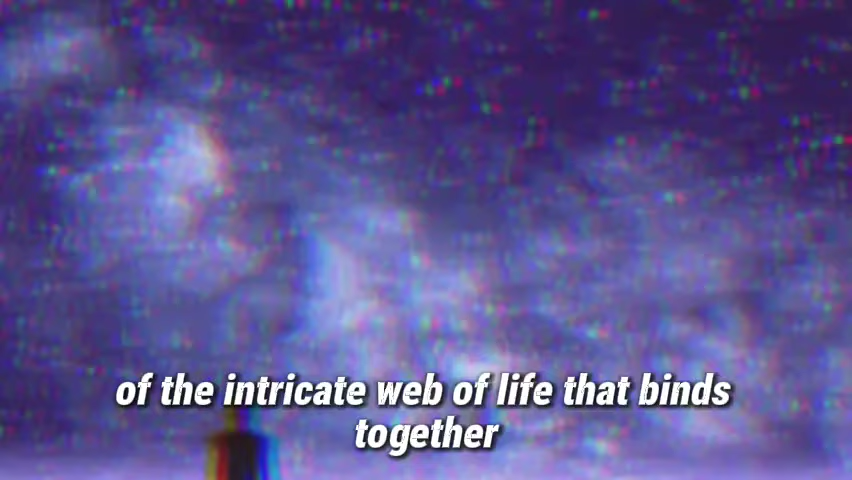 of the intricate web of life that binds
together